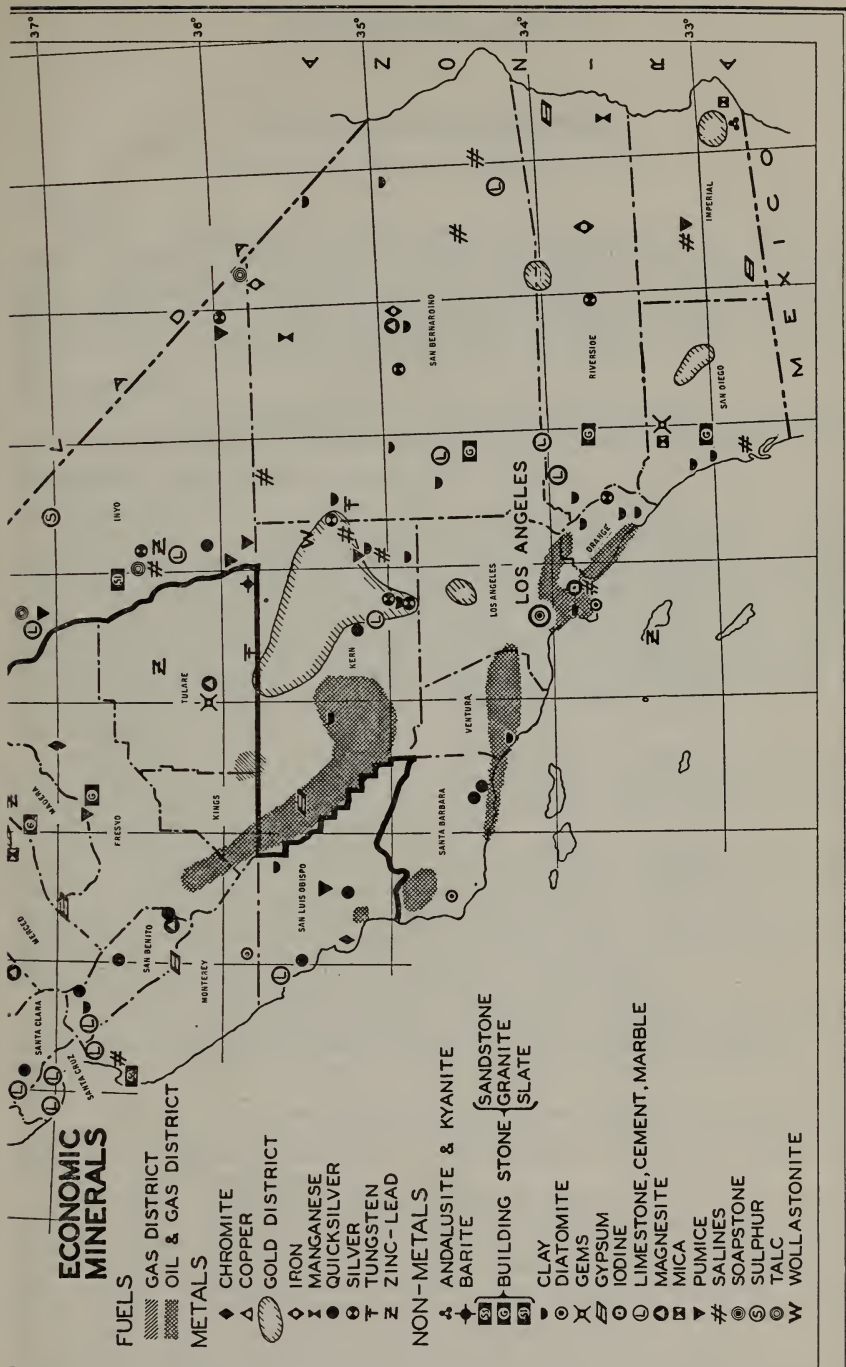 ECONOMIC
MINERALS
FUELS
GAS DISTRICT
OIL & GAS DISTRICT
METALS
CHROMITE
COPPER
GOLD DISTRICT
IRON
MANGANESE
QUICKSILVER
SILVER
TUNGSTEN
ZINC-LEAD
NON-METALS
ANDALUSITE & KYANITE
BARITE
BUILDING STONE
SANDSTONE
GRANITE
SLATE
CLAY
DIATOMITE
GEMS
GYPSUM
IODINE
LIMESTONE, CEMENT, MARBLE
MAGNESITE
MICA
PUMICE
SALINES
SOAPSTONE
SULPHUR
TALC
WOLLASTONITE
37°
36°
35°
34°
33°
ARIZONA
MEXICO
SANTA CLARA
SANTA CRUZ
MERCED
MADERA
SAN BENITO
MONTEREY
FRESNO
KINGS
TULARE
INYO
SAN LUIS OBISPO
KERN
SAN BERNARDINO
SANTA BARBARA
VENTURA
LOS ANGELES
LOS ANGELES
ORANGE
RIVERSIDE
SAN DIEGO
IMPERIAL